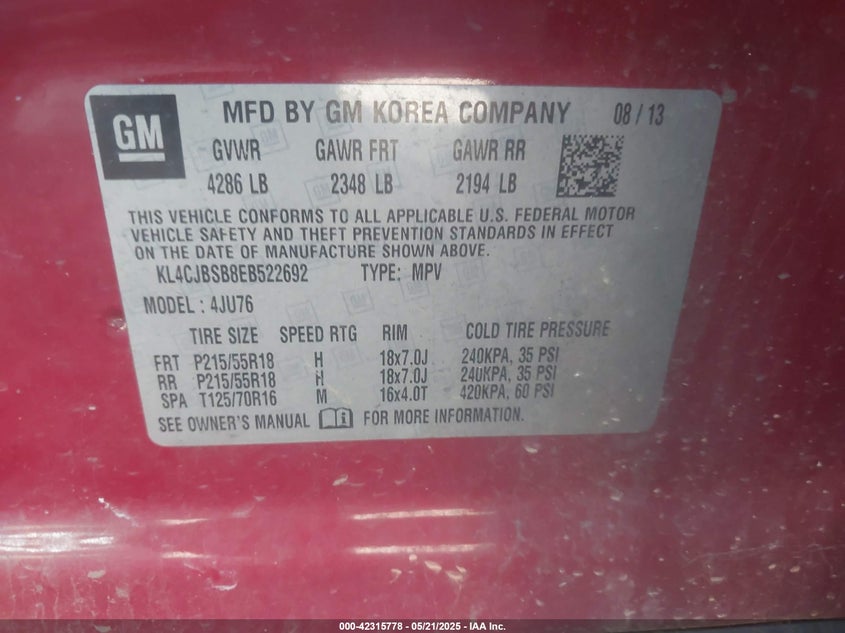 GM
MFD BY GM KOREA COMPANY 08 / 13
GVWR GAWR FRT GAWR RR
4286 LB 2348 LB 2194 LB
THIS VEHICLE CONFORMS TO ALL APPLICABLE U.S. FEDERAL MOTOR
VEHICLE SAFETY AND THEFT PREVENTION STANDARDS IN EFFECT
ON THE DATE OF MANUFACTURE SHOWN ABOVE.
KL4CJBSB8EB522692 TYPE: MPV
MODEL : 4JU76
TIRE SIZE SPEED RTG RIM COLD TIRE PRESSURE
FRT P215/55R18 H 18x7.0J 240KPA, 35 PSI
RR P215/55R18 H 18x7.0J 240KPA, 35 PSI
SPA T125/70R16 M 16x4.0T 420KPA, 60 PSI
SEE OWNER'S MANUAL FOR MORE INFORMATION.
000-42315778 - 05/21/2025 - IAA Inc.